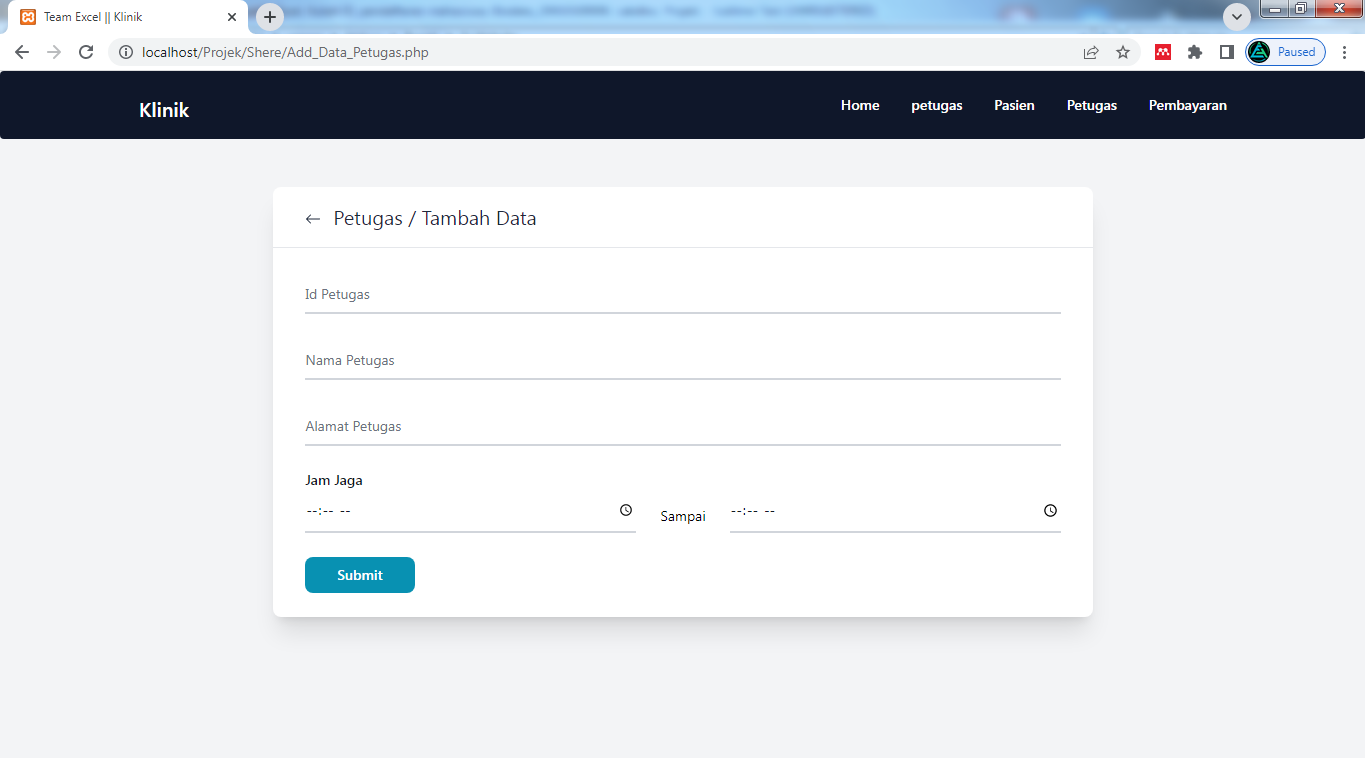 Team Excel || Klinik
localhost/Projek/Shere/Add_Data_Petugas.php
Paused
Klinik
Home petugas Pasien Petugas Pembayaran
Petugas / Tambah Data
Id Petugas
Nama Petugas
Alamat Petugas
Jam Jaga
--:-- -- Sampai --:-- --
Submit